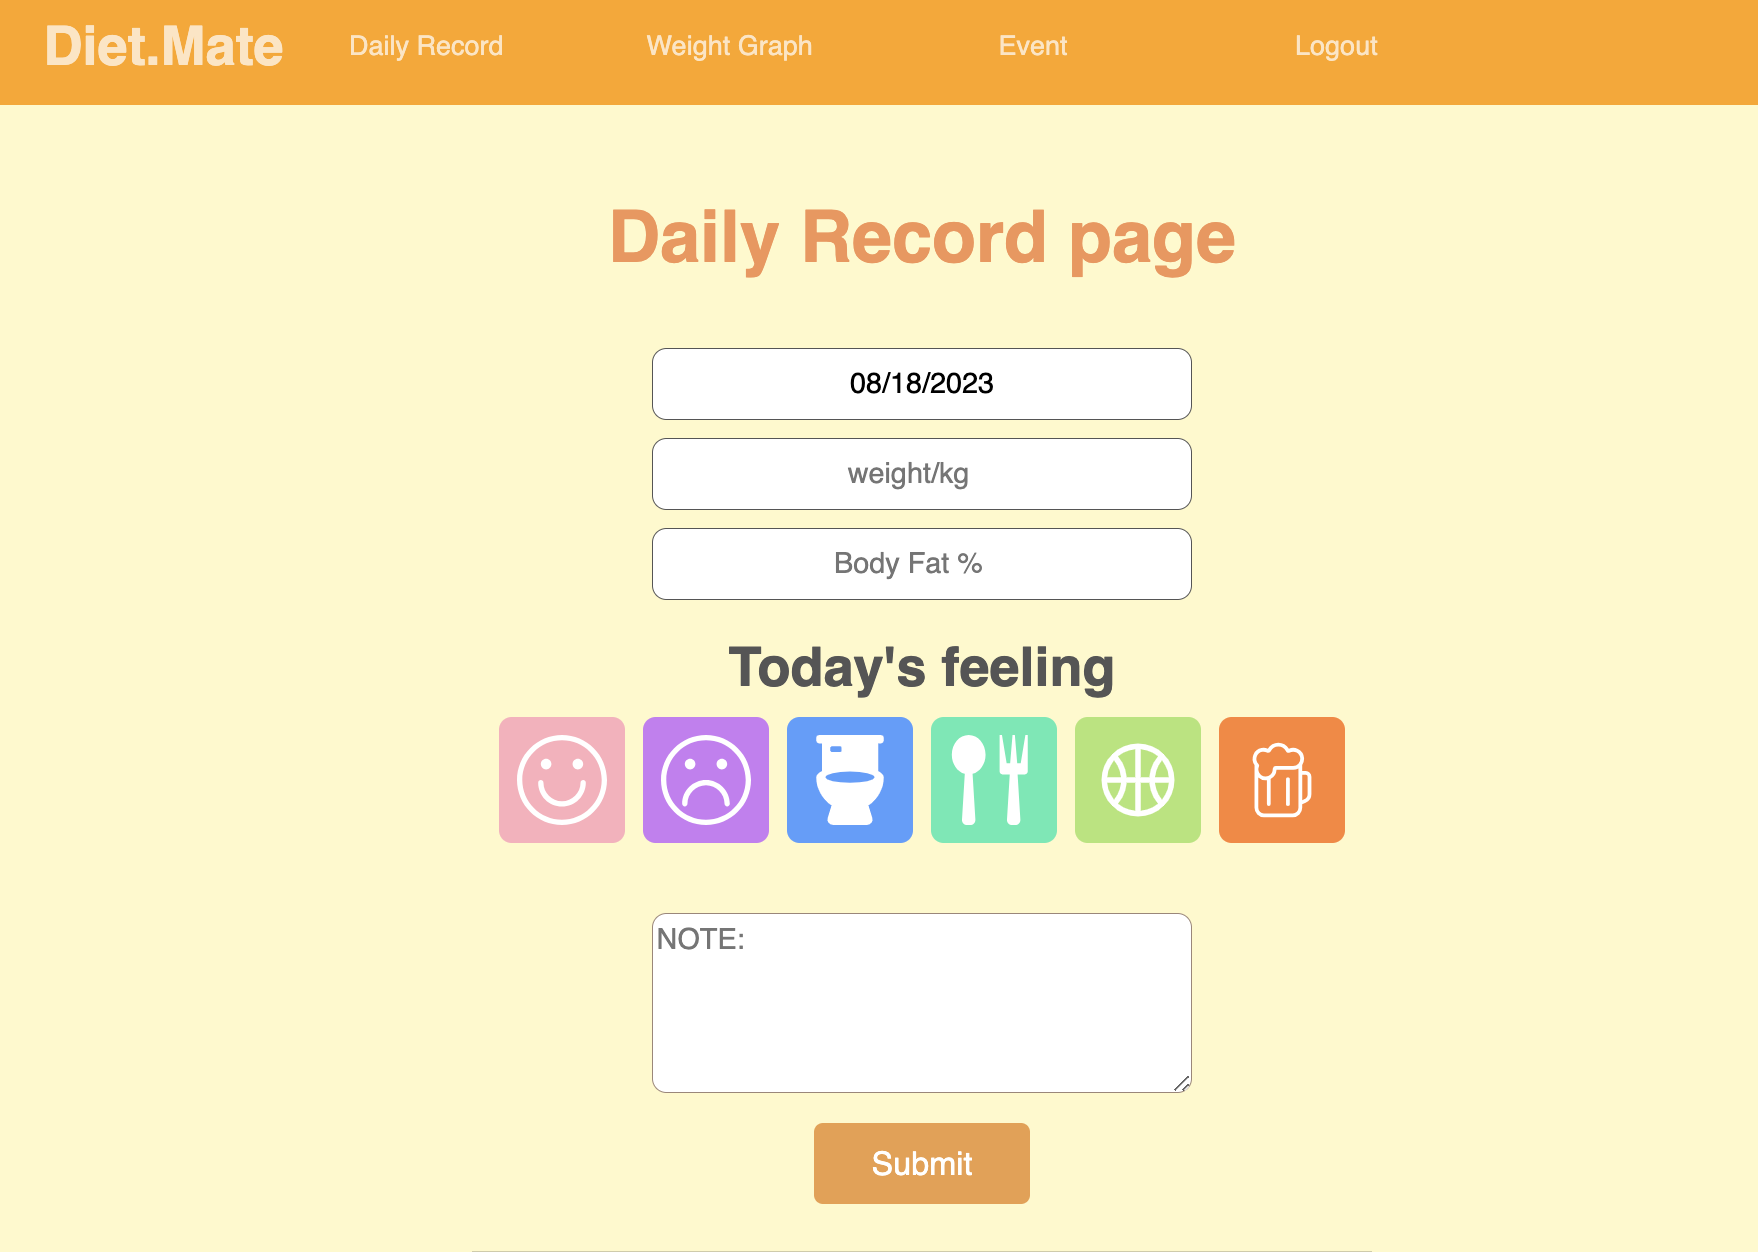 Diet.Mate Daily Record Weight Graph Event Logout
Daily Record page
08/18/2023
weight/kg
Body Fat %
Today's feeling
NOTE:
Submit